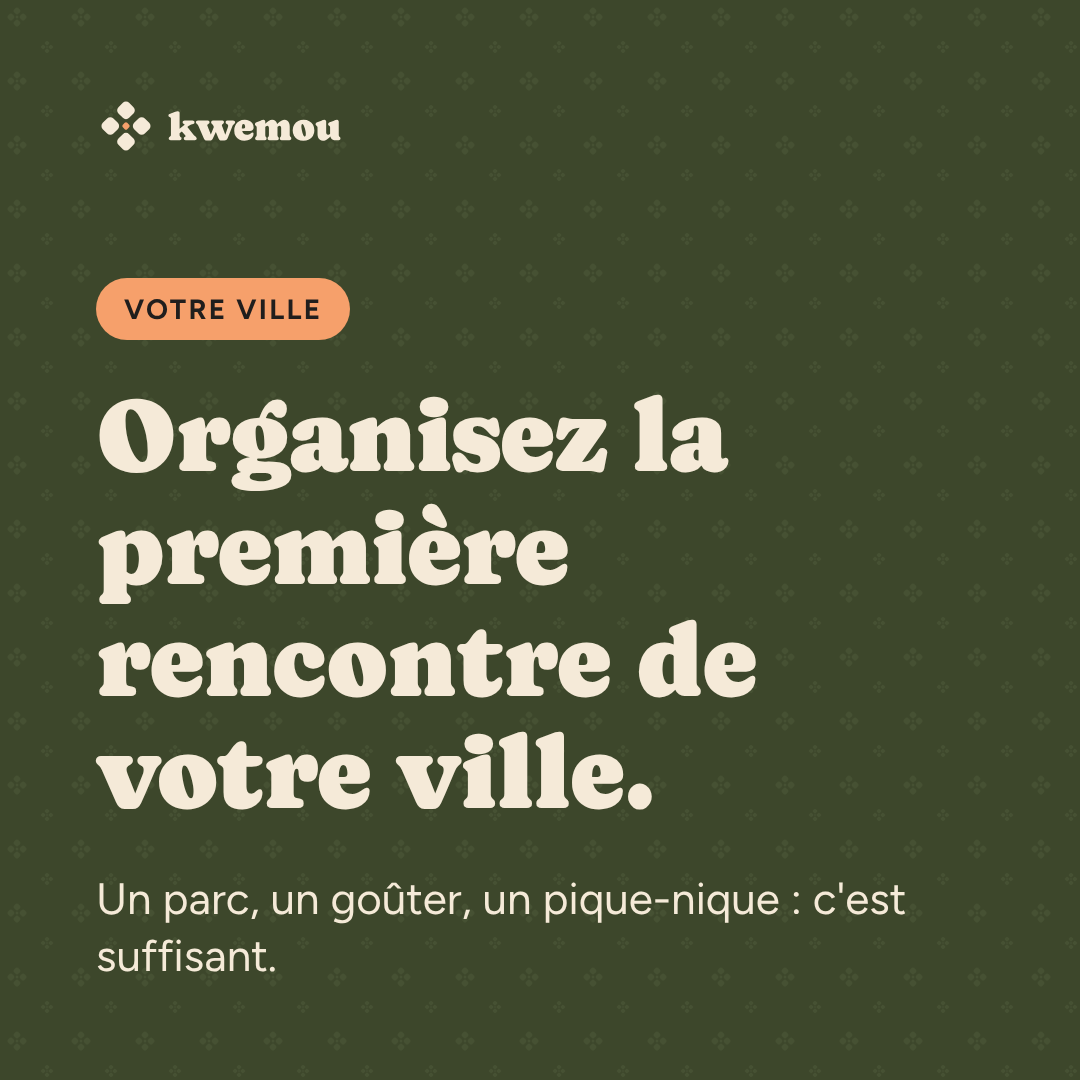 kwemou
VOTRE VILLE
Organisez la
première
rencontre de
votre ville.
Un parc, un goûter, un pique-nique : c'est
suffisant.